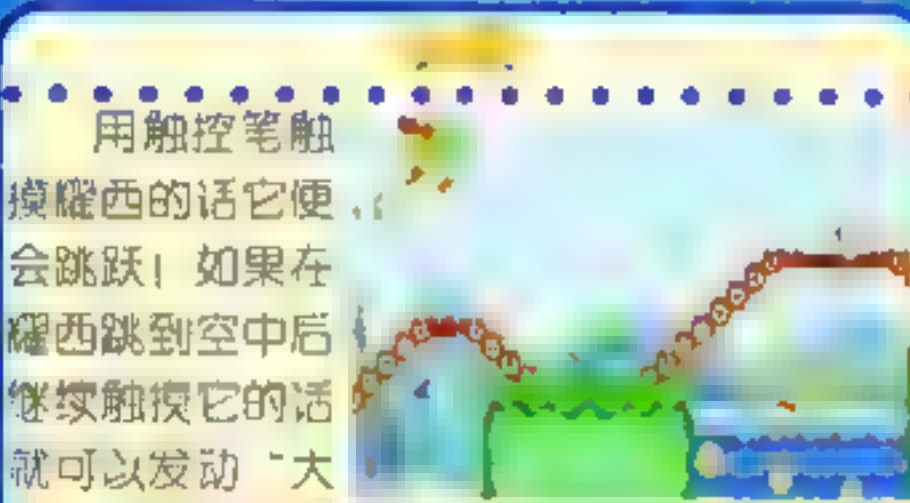 用触控笔触
摸耀西的话它便
会跳跃！如果在
耀西跳到空中后
继续触摸它的话
就可以发动“大